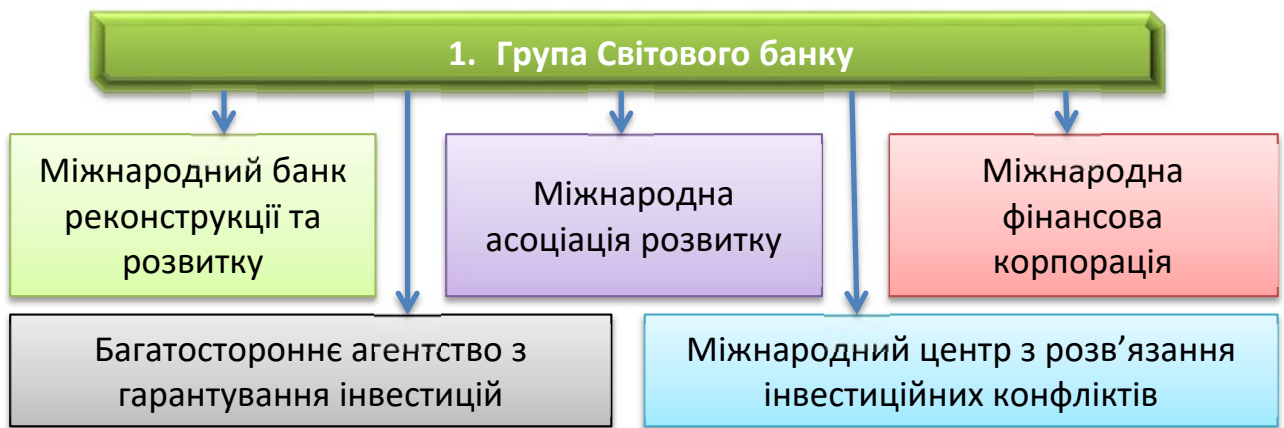 1. Група Світового банку
Міжнародний банк
реконструкції та
розвитку
Міжнародна
асоціація розвитку
Міжнародна
фінансова
корпорація
Багатостороннє агентство з
гарантування інвестицій
Міжнародний центр з розв’язання
інвестиційних конфліктів